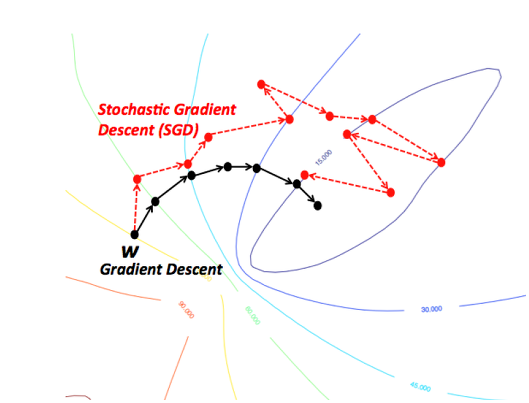 Stochastic Gradient
Descent (SGD)
15.000
W
Gradient Descent
90.000
60.000
30.000
45.000